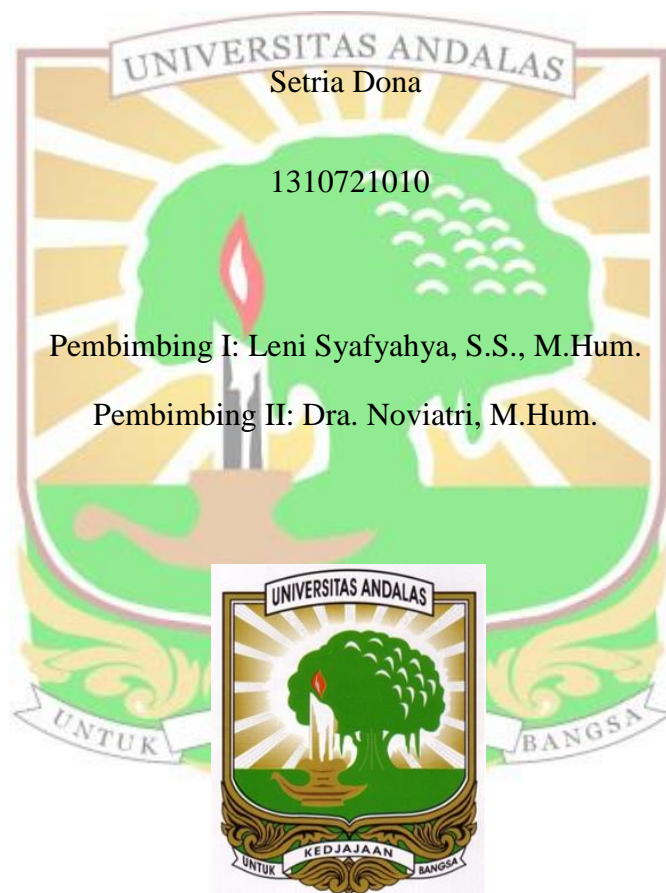 UNIVERSITAS ANDALAS
Setria Dona
1310721010
Pembimbing I: Leni Syafyahya, S.S., M.Hum.
Pembimbing II: Dra. Noviatri, M.Hum.
UNIVERSITAS ANDALAS
UNTUK BANGSA
UNTUK KEDJAJAAN BANGSA